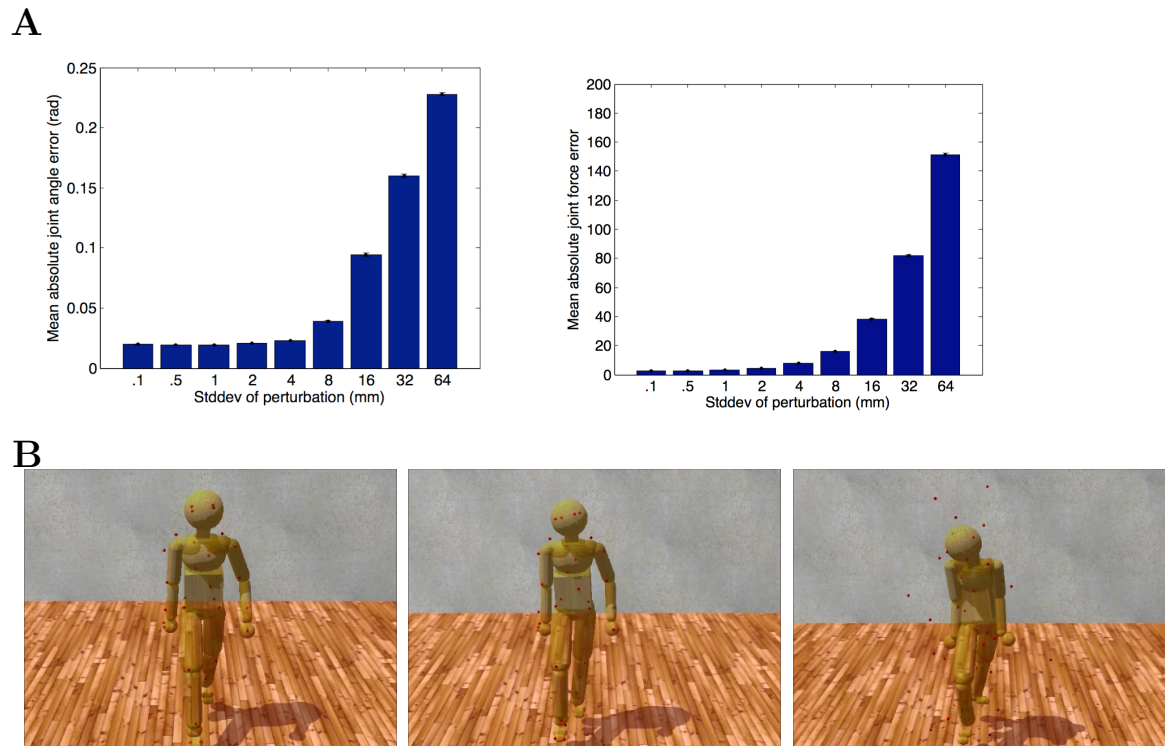 A
Mean absolute joint angle error (rad)
0.25
0.2
0.15
0.1
0.05
0
.1 .5 1 2 4 8 16 32 64
Stddev of perturbation (mm)
Mean absolute joint force error
200
180
160
140
120
100
80
60
40
20
0
.1 .5 1 2 4 8 16 32 64
Stddev of perturbation (mm)
B